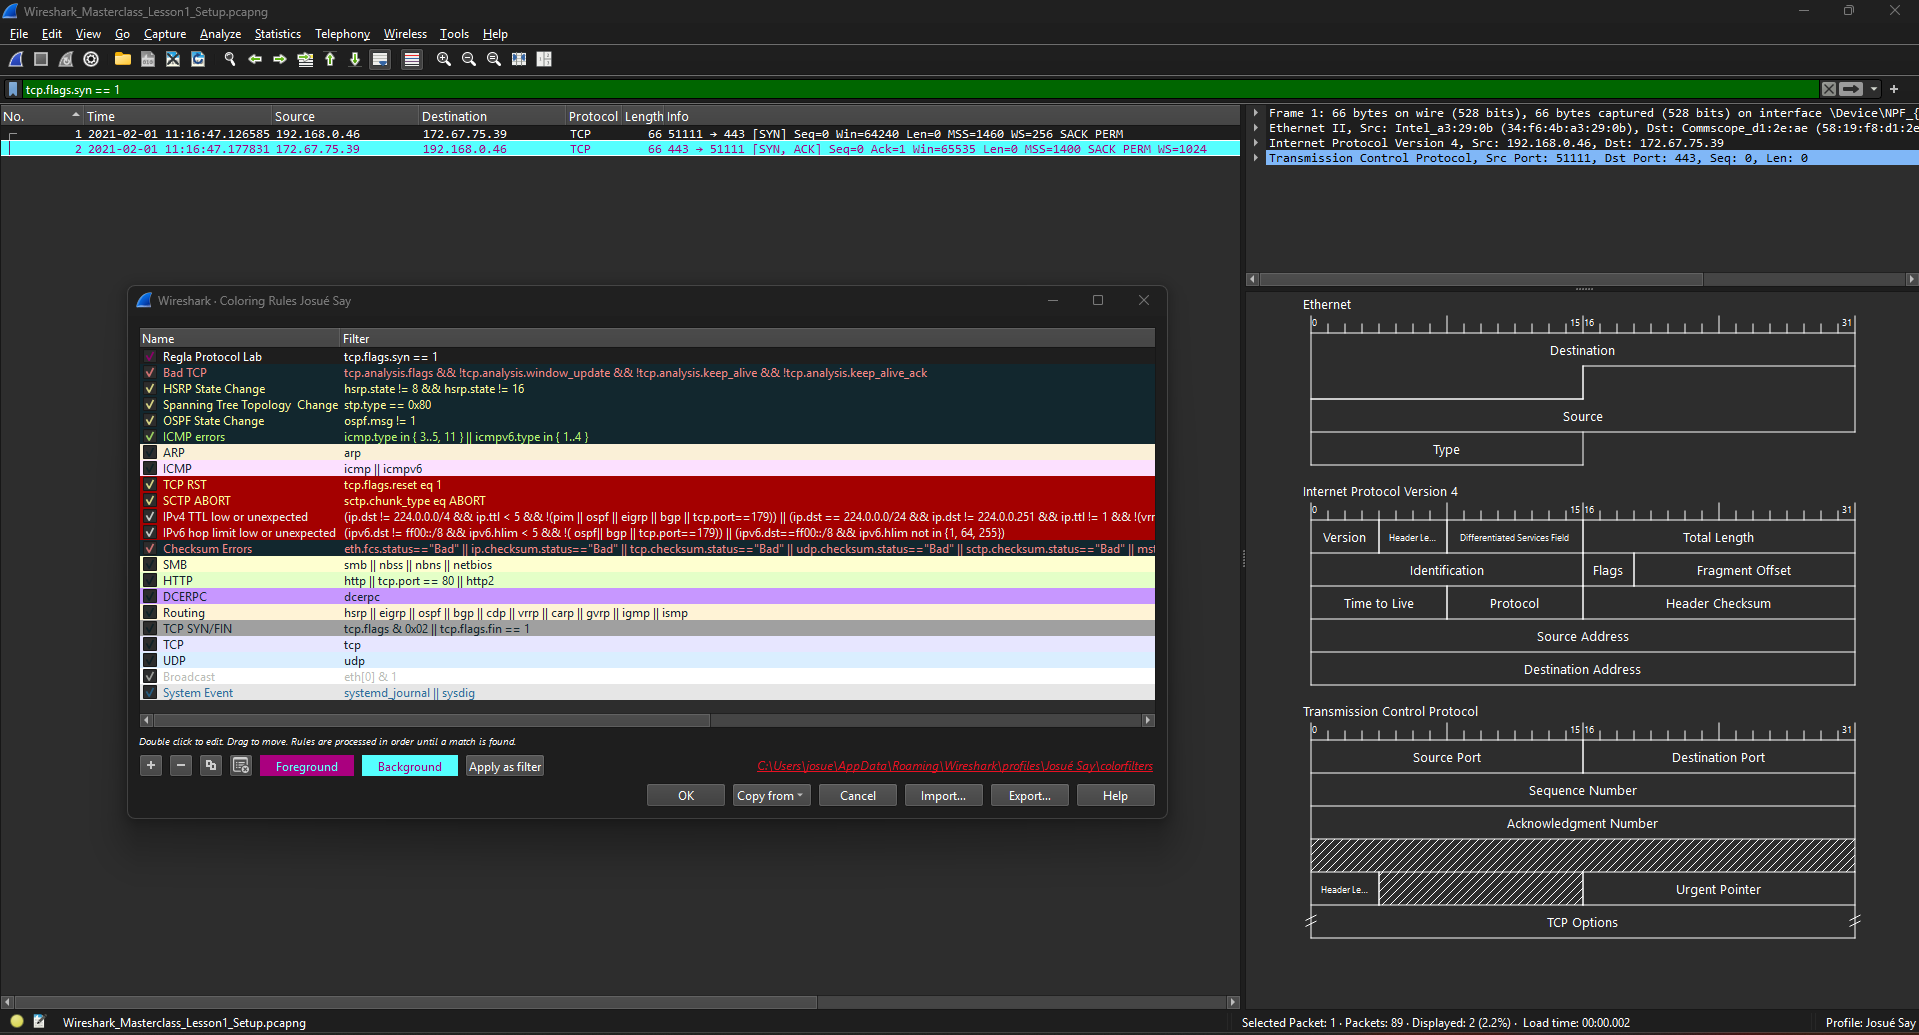 Wireshark_Masterclass_Lesson1_Setup.pcapng
File Edit View Go Capture Analyze Statistics Telephony Wireless Tools Help
tcp.flags.syn == 1
No. Time Source Destination Protocol Length Info
1 2021-02-01 11:16:47.126585 192.168.0.46 172.67.75.39 TCP 66 51111 → 443 [SYN] Seq=0 Win=64240 Len=0 MSS=1460 WS=256 SACK PERM
2 2021-02-01 11:16:47.177831 172.67.75.39 192.168.0.46 TCP 66 443 → 51111 [SYN, ACK] Seq=0 Ack=1 Win=65535 Len=0 MSS=1400 SACK PERM WS=1024
Frame 1: 66 bytes on wire (528 bits), 66 bytes captured (528 bits) on interface \Device\NPF_{
Ethernet II, Src: Intel_a3:29:0b (34:f6:4b:a3:29:0b), Dst: Commscope_d1:2e:ae (58:19:f8:d1:2e
Internet Protocol Version 4, Src: 192.168.0.46, Dst: 172.67.75.39
Transmission Control Protocol, Src Port: 51111, Dst Port: 443, Seq: 0, Len: 0
Wireshark · Coloring Rules Josué Say
Name Filter
Regla Protocol Lab tcp.flags.syn == 1
Bad TCP tcp.analysis.flags && !tcp.analysis.window_update && !tcp.analysis.keep_alive && !tcp.analysis.keep_alive_ack
HSRP State Change hsrp.state != 8 && hsrp.state != 16
Spanning Tree Topology Change stp.type == 0x80
OSPF State Change ospf.msg != 1
ICMP errors icmp.type in { 3..5, 11 } || icmpv6.type in { 1..4 }
ARP arp
ICMP icmp || icmpv6
TCP RST tcp.flags.reset eq 1
SCTP ABORT sctp.chunk_type eq ABORT
IPv4 TTL low or unexpected (ip.dst != 224.0.0.0/4 && ip.ttl < 5 && !(pim || ospf || eigrp || bgp || tcp.port==179)) || (ip.dst == 224.0.0.0/24 && ip.dst != 224.0.0.251 && ip.ttl != 1 && !(vrr
IPv6 hop limit low or unexpected (ipv6.dst != ff00::/8 && ipv6.hlim < 5 && !( ospf|| bgp || tcp.port==179)) || (ipv6.dst==ff00::/8 && ipv6.hlim not in {1, 64, 255})
Checksum Errors eth.fcs.status=="Bad" || ip.checksum.status=="Bad" || tcp.checksum.status=="Bad" || udp.checksum.status=="Bad" || sctp.checksum.status=="Bad" || mst
SMB smb || nbss || nbns || netbios
HTTP http || tcp.port == 80 || http2
DCERPC dcerpc
Routing hsrp || eigrp || ospf || bgp || cdp || vrrp || carp || gvrp || igmp || ismp
TCP SYN/FIN tcp.flags & 0x02 || tcp.flags.fin == 1
TCP tcp
UDP udp
Broadcast eth[0] & 1
System Event systemd_journal || sysdig
Double click to edit. Drag to move. Rules are processed in order until a match is found.
Foreground Background Apply as filter C:\Users\josue\AppData\Roaming\Wireshark\profiles\Josué Say\colorfilters
OK Copy from Cancel Import... Export... Help
Ethernet
0 15 16 31
Destination
Source
Type
Internet Protocol Version 4
0 15 16 31
Version Header Le... Differentiated Services Field Total Length
Identification Flags Fragment Offset
Time to Live Protocol Header Checksum
Source Address
Destination Address
Transmission Control Protocol
0 15 16 31
Source Port Destination Port
Sequence Number
Acknowledgment Number
Header Le... Urgent Pointer
TCP Options
Wireshark_Masterclass_Lesson1_Setup.pcapng Selected Packet: 1 · Packets: 89 · Displayed: 2 (2.2%) · Load time: 00:00.002 Profile: Josué Say